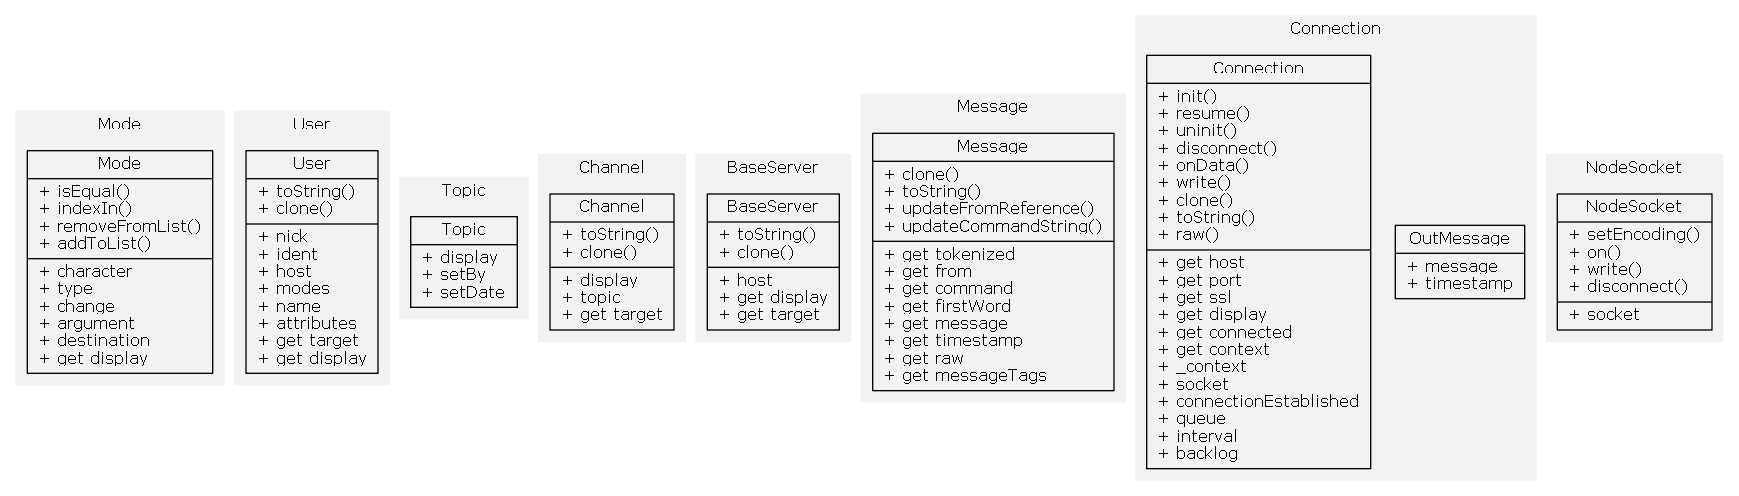 Mode
Mode
+ isEqual()
+ indexIn()
+ removeFromList()
+ addToList()
+ character
+ type
+ change
+ argument
+ destination
+ get display
User
User
+ toString()
+ clone()
+ nick
+ ident
+ host
+ modes
+ name
+ attributes
+ get target
+ get display
Topic
Topic
+ display
+ setBy
+ setDate
Channel
Channel
+ toString()
+ clone()
+ display
+ topic
+ get target
BaseServer
BaseServer
+ toString()
+ clone()
+ host
+ get display
+ get target
Message
Message
+ clone()
+ toString()
+ updateFromReference()
+ updateCommandString()
+ get tokenized
+ get from
+ get command
+ get firstWord
+ get message
+ get timestamp
+ get raw
+ get messageTags
Connection
Connection
+ init()
+ resume()
+ uninit()
+ disconnect()
+ onData()
+ write()
+ clone()
+ toString()
+ raw()
+ get host
+ get port
+ get ssl
+ get display
+ get connected
+ get context
+ _context
+ socket
+ connectionEstablished
+ queue
+ interval
+ backlog
OutMessage
+ message
+ timestamp
NodeSocket
NodeSocket
+ setEncoding()
+ on()
+ write()
+ disconnect()
+ socket